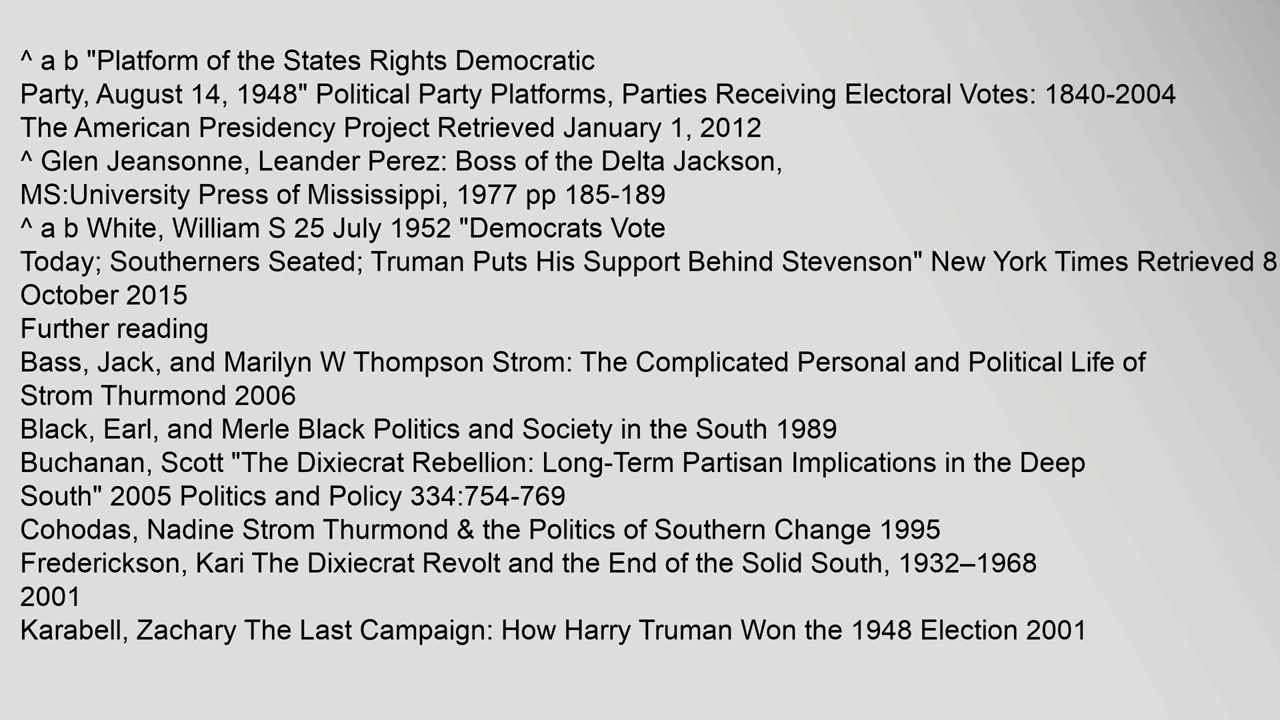 ^ a b "Platform of the States Rights Democratic
Party, August 14, 1948" Political Party Platforms, Parties Receiving Electoral Votes: 1840-2004
The American Presidency Project Retrieved January 1, 2012
^ Glen Jeansonne, Leander Perez: Boss of the Delta Jackson,
MS:University Press of Mississippi, 1977 pp 185-189
^ a b White, William S 25 July 1952 "Democrats Vote
Today; Southerners Seated; Truman Puts His Support Behind Stevenson" New York Times Retrieved 8
October 2015
Further reading
Bass, Jack, and Marilyn W Thompson Strom: The Complicated Personal and Political Life of
Strom Thurmond 2006
Black, Earl, and Merle Black Politics and Society in the South 1989
Buchanan, Scott "The Dixiecrat Rebellion: Long-Term Partisan Implications in the Deep
South" 2005 Politics and Policy 334:754-769
Cohodas, Nadine Strom Thurmond & the Politics of Southern Change 1995
Frederickson, Kari The Dixiecrat Revolt and the End of the Solid South, 1932–1968
2001
Karabell, Zachary The Last Campaign: How Harry Truman Won the 1948 Election 2001